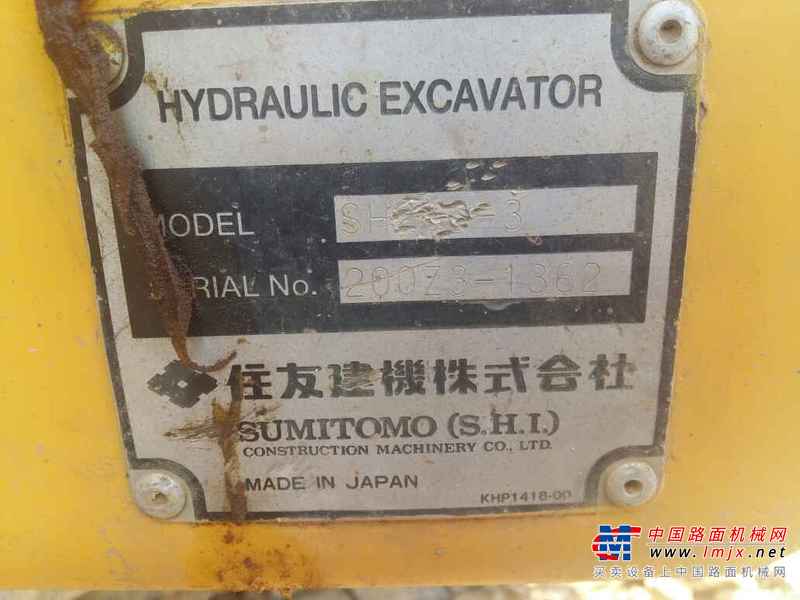 HYDRAULIC EXCAVATOR
MODEL
SERIAL No. 200Z3-1362
住友建機株式会社
SUMITOMO (S.H.I.)
CONSTRUCTION MACHINERY CO., LTD.
MADE IN JAPAN
KHP1418-00
中国路面机械网
www.lmjx.net
买卖设备上中国路面机械网